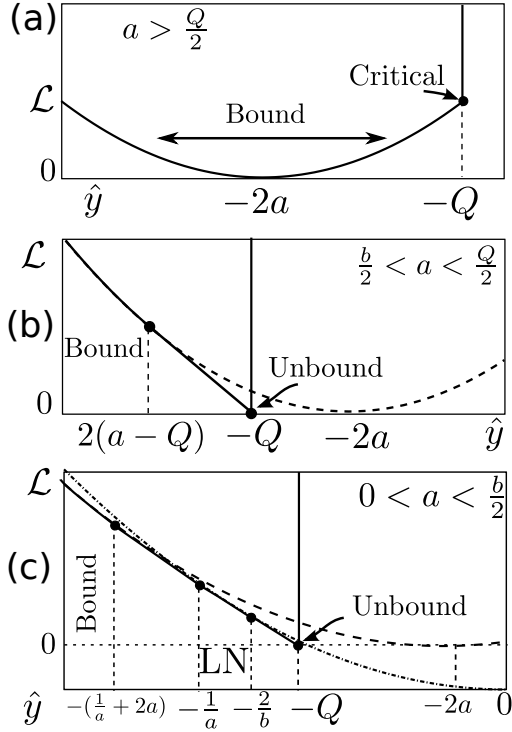 (a) a > Q/2
Critical
ℒ
Bound
0
ŷ −2a −Q
ℒ b/2 < a < Q/2
(b)
Bound
Unbound
0
2(a − Q) −Q −2a ŷ
ℒ 0 < a < b/2
(c)
Bound
Unbound
0
LN
ŷ −(1/a + 2a) −1/a −2/b −Q −2a 0